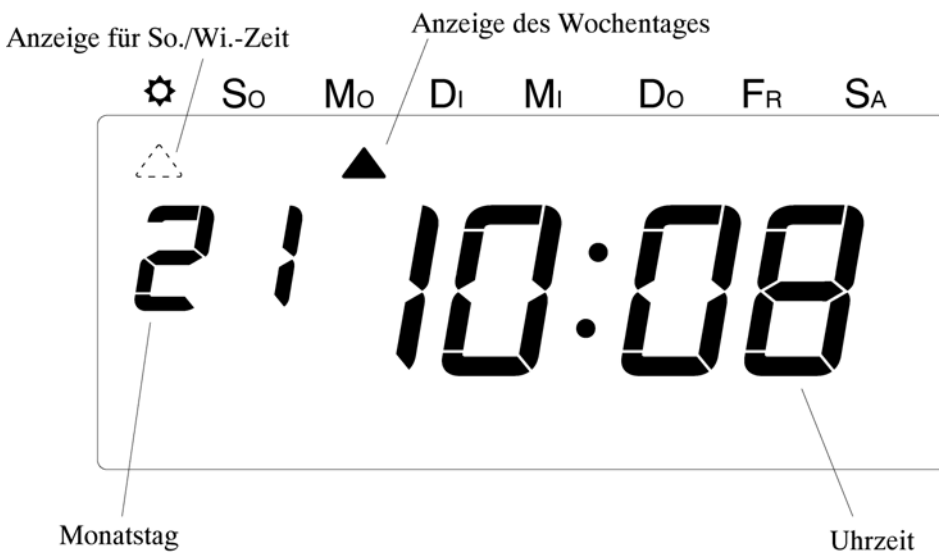 Anzeige für So./Wi.-Zeit
Anzeige des Wochentages
So Mo Di Mi Do Fr Sa
21 10:08
Monatstag
Uhrzeit